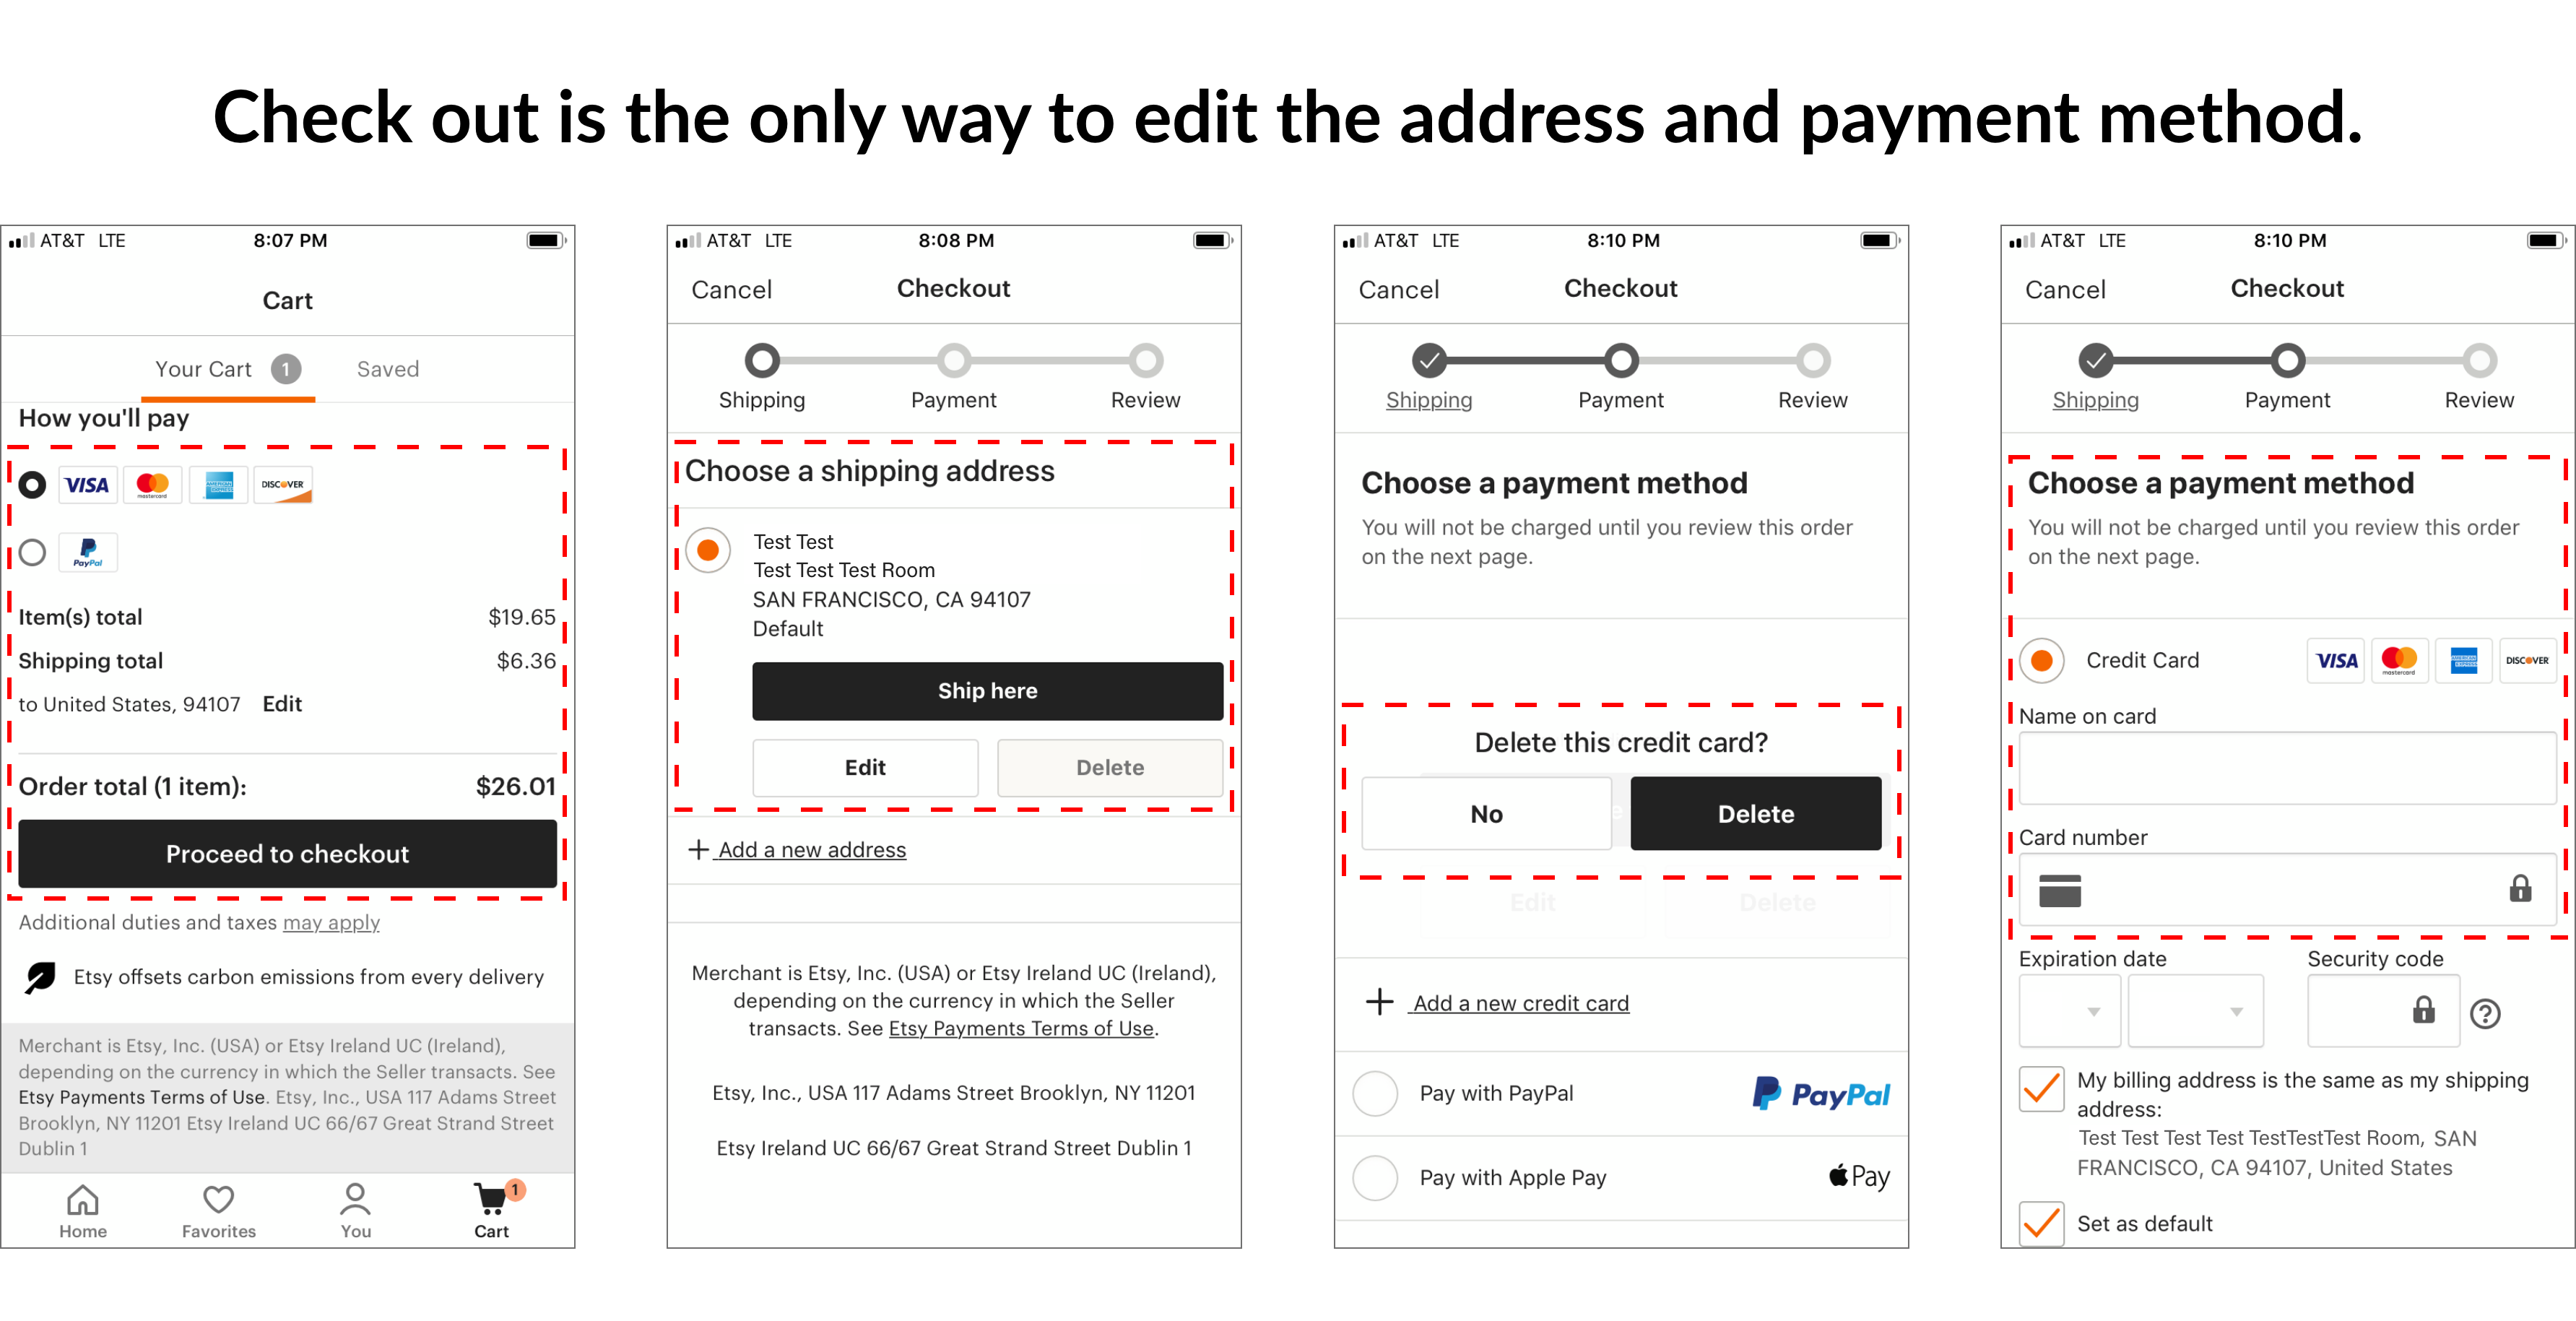 Check out is the only way to edit the address and payment method.
AT&T LTE 8:07 PM
Cart
Your Cart 1 Saved
How you'll pay
VISA mastercard AMERICAN EXPRESS DISCOVER
PayPal
Item(s) total $19.65
Shipping total $6.36
to United States, 94107 Edit
Order total (1 item): $26.01
Proceed to checkout
Additional duties and taxes may apply
Etsy offsets carbon emissions from every delivery
Merchant is Etsy, Inc. (USA) or Etsy Ireland UC (Ireland),
depending on the currency in which the Seller transacts. See
Etsy Payments Terms of Use. Etsy, Inc., USA 117 Adams Street
Brooklyn, NY 11201 Etsy Ireland UC 66/67 Great Strand Street
Dublin 1
Home Favorites You Cart 1
AT&T LTE 8:08 PM
Cancel Checkout
Shipping Payment Review
Choose a shipping address
Test Test
Test Test Test Room
SAN FRANCISCO, CA 94107
Default
Ship here
Edit Delete
+ Add a new address
Merchant is Etsy, Inc. (USA) or Etsy Ireland UC (Ireland),
depending on the currency in which the Seller
transacts. See Etsy Payments Terms of Use.
Etsy, Inc., USA 117 Adams Street Brooklyn, NY 11201
Etsy Ireland UC 66/67 Great Strand Street Dublin 1
AT&T LTE 8:10 PM
Cancel Checkout
Shipping Payment Review
Choose a payment method
You will not be charged until you review this order
on the next page.
Delete this credit card?
No Delete
Edit Delete
+ Add a new credit card
Pay with PayPal PayPal
Pay with Apple Pay Pay
AT&T LTE 8:10 PM
Cancel Checkout
Shipping Payment Review
Choose a payment method
You will not be charged until you review this order
on the next page.
Credit Card VISA mastercard AMERICAN EXPRESS DISCOVER
Name on card
Card number
Expiration date Security code
?
My billing address is the same as my shipping
address:
Test Test Test Test TestTestTest Room, SAN
FRANCISCO, CA 94107, United States
Set as default